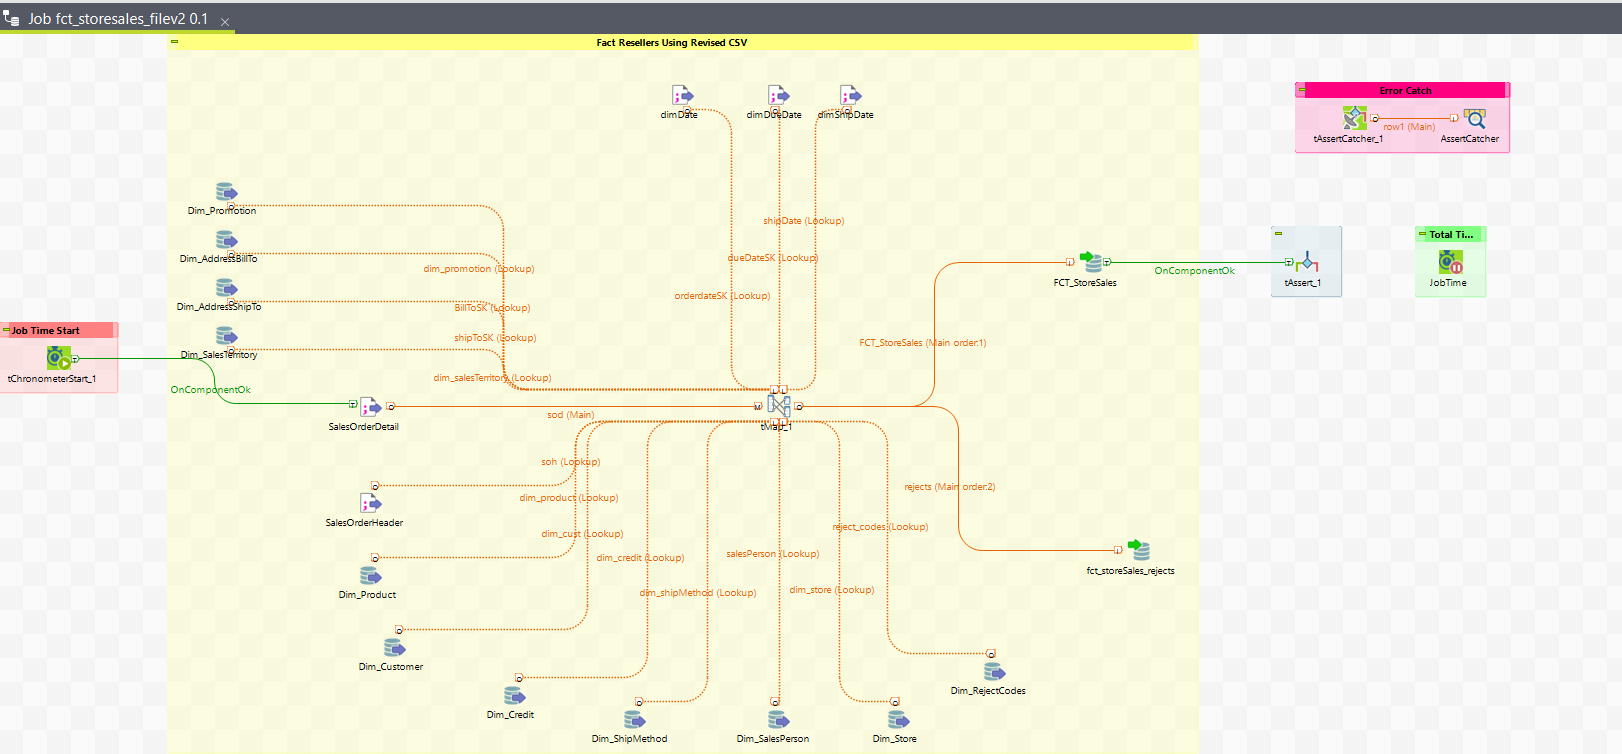 Job fct_storesales_filev2 0.1
Fact Resellers Using Revised CSV
Error Catch
dimDate
dimDueDate
dimShipDate
row1 (Main)
tAssertCatcher_1
AssertCatcher
Dim_Promotion
shipDate (Lookup)
Total Ti...
Dim_AddressBillTo
dueDateSK (Lookup)
dim_promotion (Lookup)
OnComponentOk
FCT_StoreSales
tAssert_1
JobTime
orderdateSK (Lookup)
Dim_AddressShipTo
BillToSK (Lookup)
Job Time Start
shipToSK (Lookup)
FCT_StoreSales (Main order:1)
Dim_SalesTerritory
tChronometerStart_1
dim_salesTerritory (Lookup)
OnComponentOk
sod (Main)
SalesOrderDetail
tMap_1
soh (Lookup)
rejects (Main order:2)
dim_product (Lookup)
SalesOrderHeader
reject_codes (Lookup)
dim_cust (Lookup)
dim_credit (Lookup)
salesPerson (Lookup)
fct_storeSales_rejects
dim_shipMethod (Lookup)
dim_store (Lookup)
Dim_Product
Dim_Customer
Dim_RejectCodes
Dim_Credit
Dim_ShipMethod
Dim_SalesPerson
Dim_Store